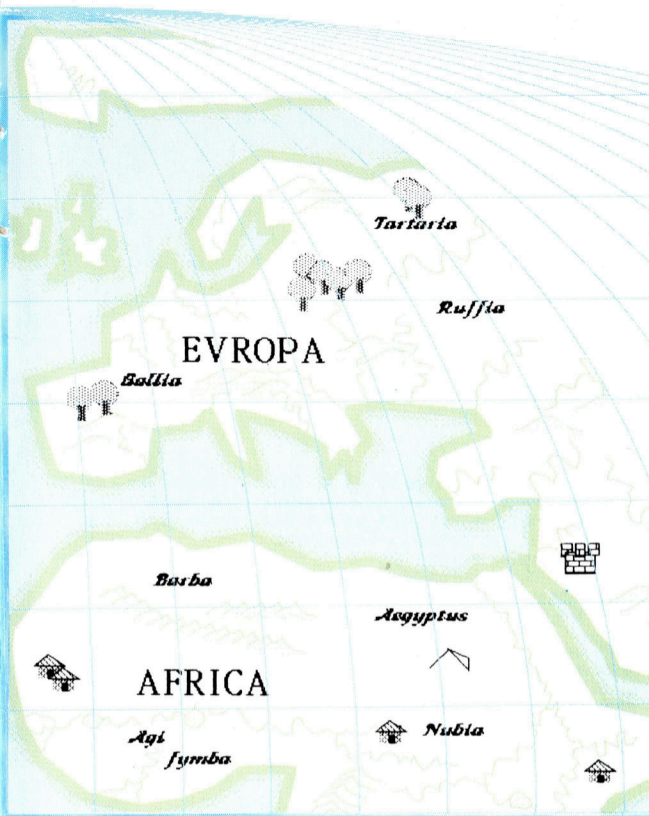 Tartaria
Ruffia
EVROPA
Gallia
Barba
Aegyptus
AFRICA
Nubia
Agi
fymba